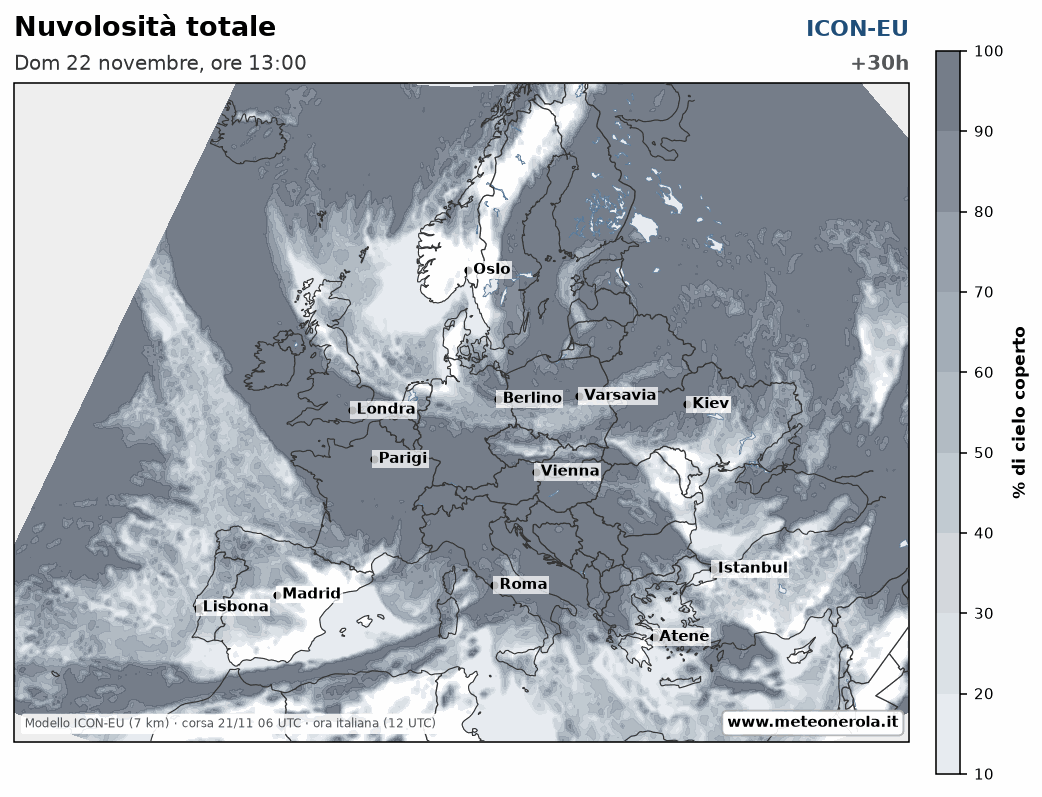 Nuvolosità totale
ICON-EU
Dom 22 novembre, ore 13:00
+30h
100
90
80
70
60
50
40
30
20
10
% di cielo coperto
Oslo
Londra
Berlino
Varsavia
Kiev
Parigi
Vienna
Istanbul
Roma
Madrid
Lisbona
Atene
Modello ICON-EU (7 km) · corsa 21/11 06 UTC · ora italiana (12 UTC)
www.meteonerola.it